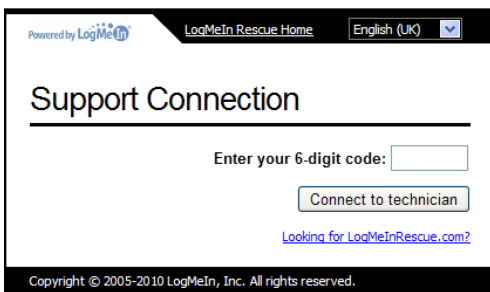 Powered by LogMeIn LogMeIn Rescue Home English (UK)
Support Connection
Enter your 6-digit code:
Connect to technician
Looking for LogMeInRescue.com?
Copyright © 2005-2010 LogMeIn, Inc. All rights reserved.